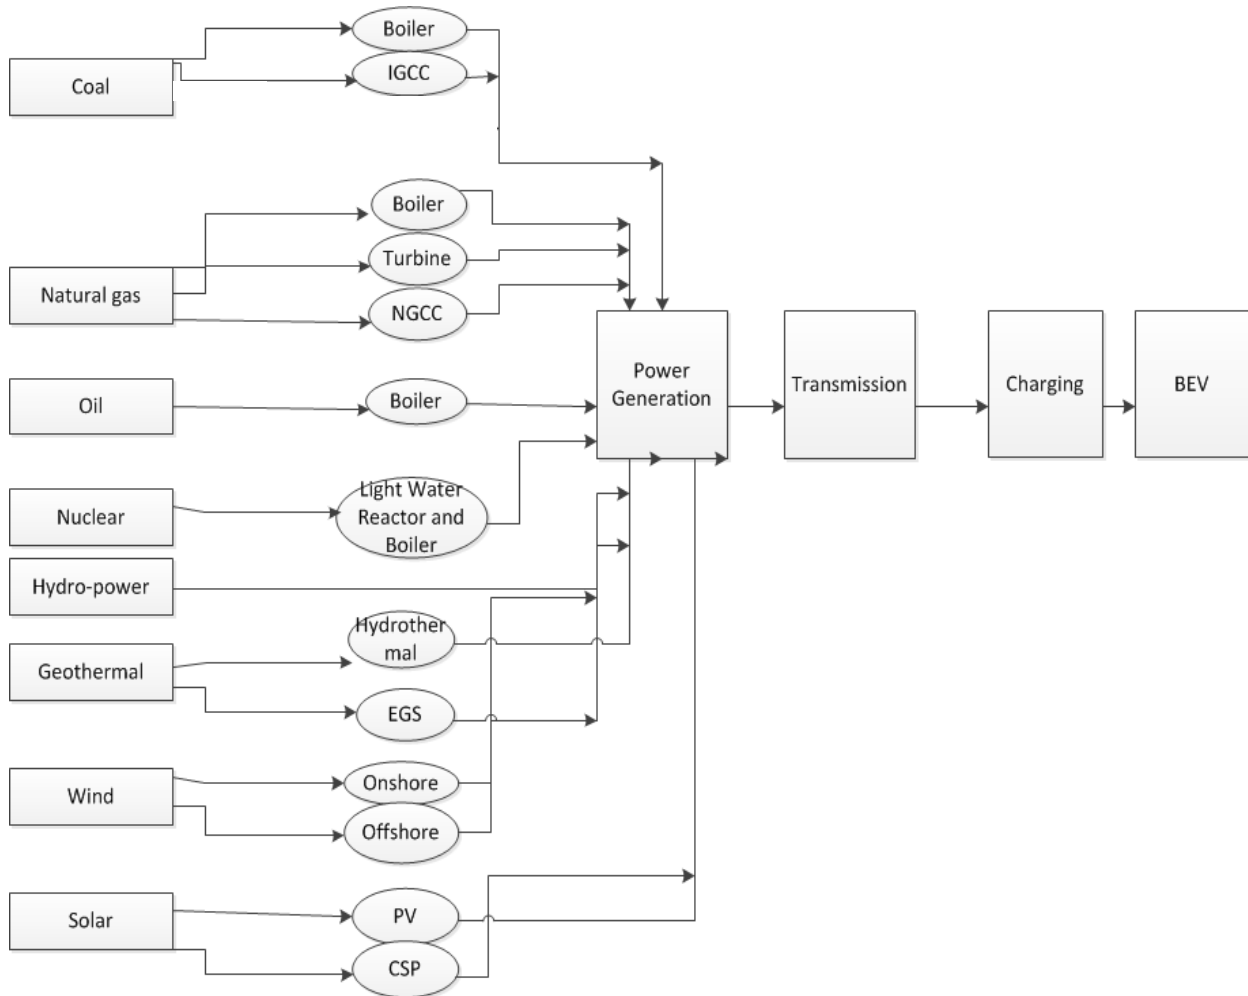 Boiler
IGCC
Coal
Boiler
Turbine
Natural gas
NGCC
Power
Generation
Transmission
Charging
BEV
Oil
Boiler
Nuclear
Light Water
Reactor and
Boiler
Hydro-power
Hydrother
mal
Geothermal
EGS
Wind
Onshore
Offshore
Solar
PV
CSP